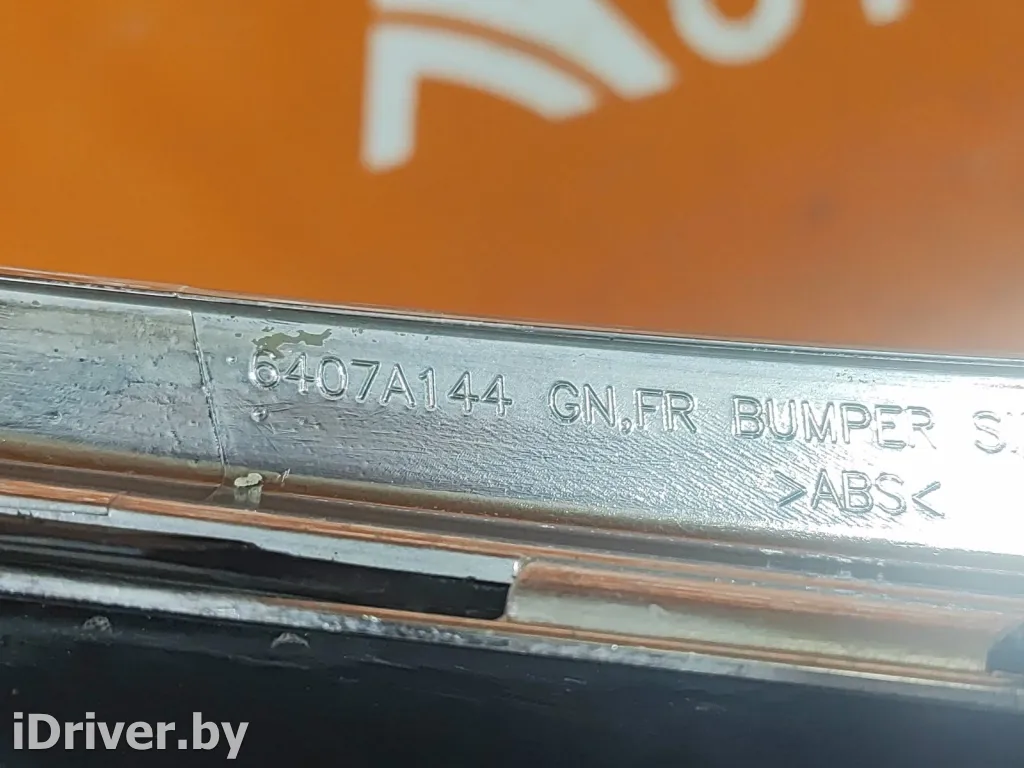 6407A144 GN,FR BUMPER
>ABS<
iDriver.by